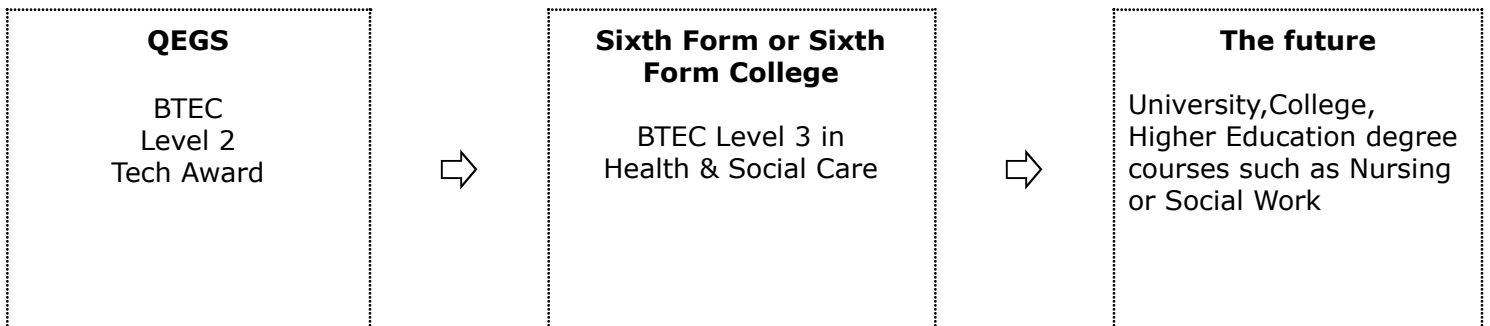 QEGS
BTEC
Level 2
Tech Award
Sixth Form or Sixth
Form College
BTEC Level 3 in
Health & Social Care
The future
University,College,
Higher Education degree
courses such as Nursing
or Social Work